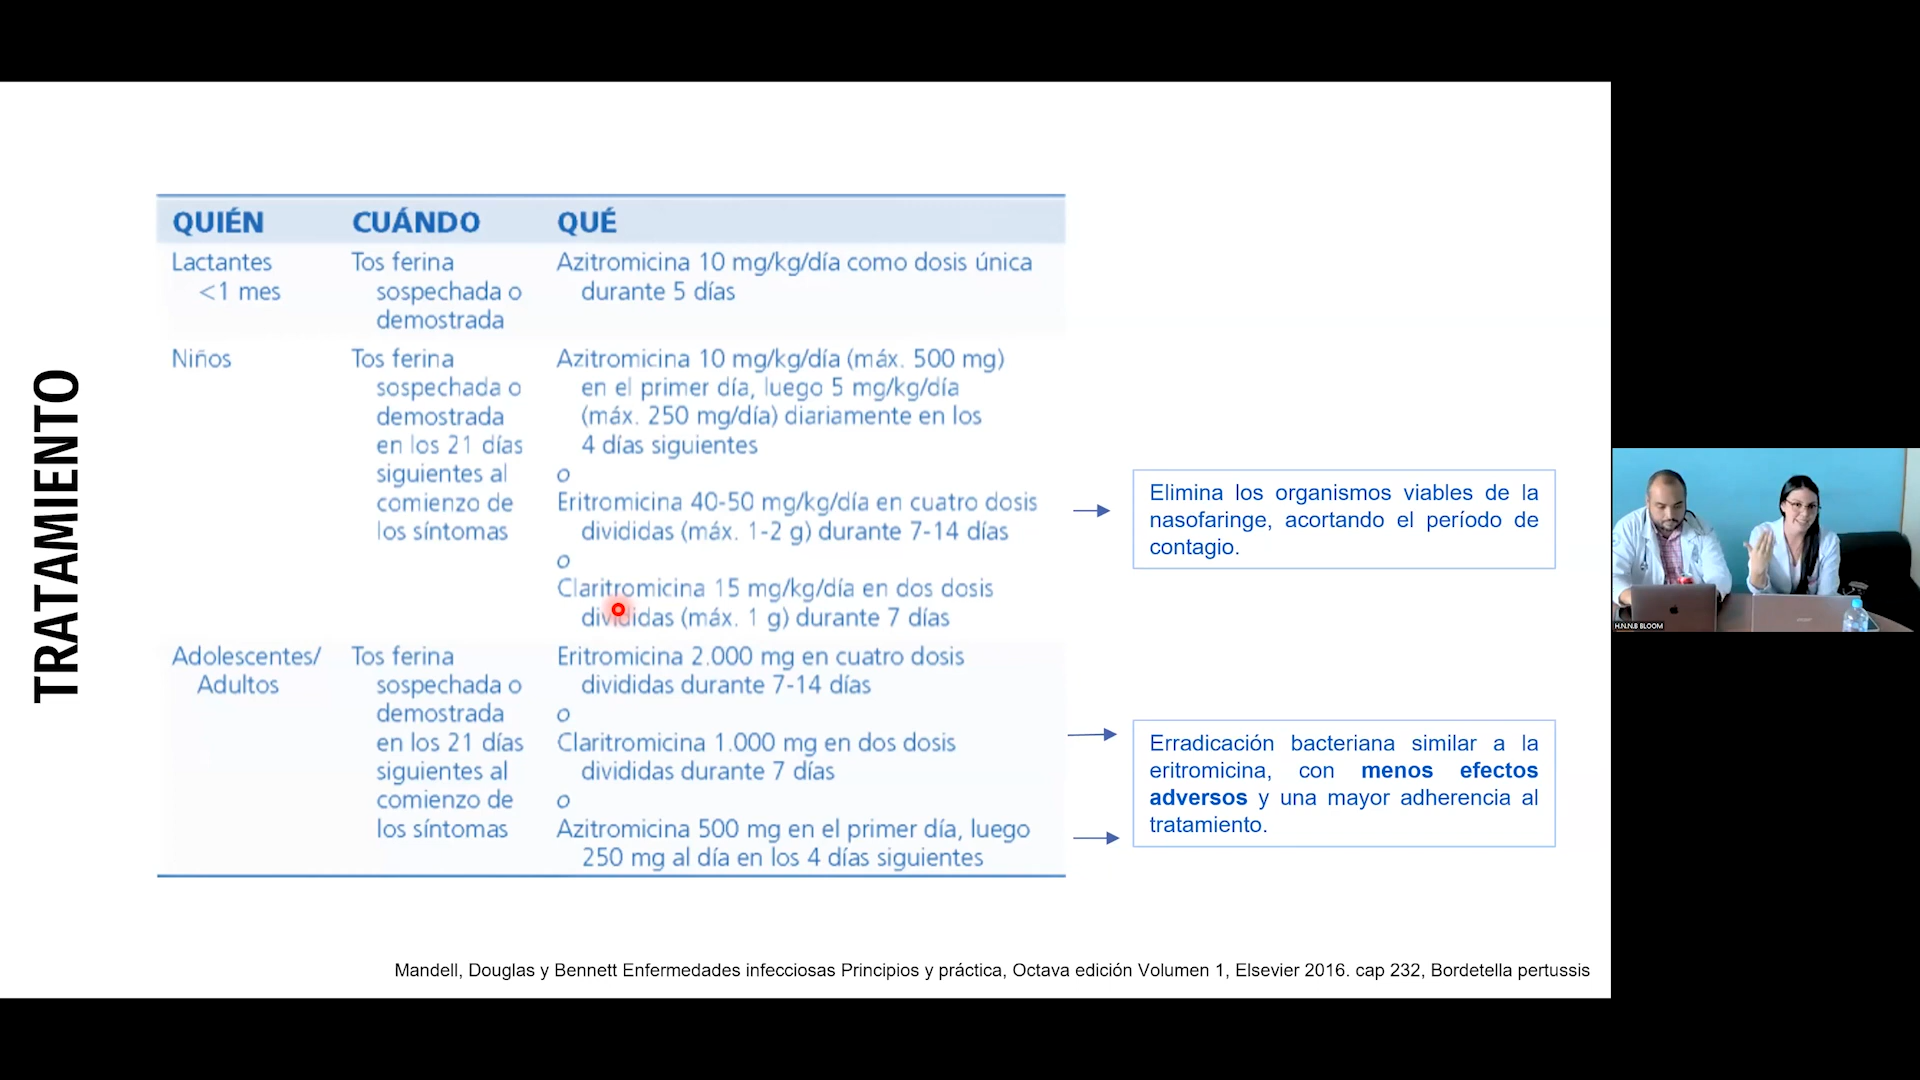 TRATAMIENTO
QUIÉN CUÁNDO QUÉ
Lactantes
<1 mes
Tos ferina
sospechada o
demostrada
Azitromicina 10 mg/kg/día como dosis única
durante 5 días
Niños
Tos ferina
sospechada o
demostrada
en los 21 días
siguientes al
comienzo de
los síntomas
Azitromicina 10 mg/kg/día (máx. 500 mg)
en el primer día, luego 5 mg/kg/día
(máx. 250 mg/día) diariamente en los
4 días siguientes
o
Eritromicina 40-50 mg/kg/día en cuatro dosis
divididas (máx. 1-2 g) durante 7-14 días
o
Claritromicina 15 mg/kg/día en dos dosis
divididas (máx. 1 g) durante 7 días
Adolescentes/
Adultos
Tos ferina
sospechada o
demostrada
en los 21 días
siguientes al
comienzo de
los síntomas
Eritromicina 2.000 mg en cuatro dosis
divididas durante 7-14 días
o
Claritromicina 1.000 mg en dos dosis
divididas durante 7 días
o
Azitromicina 500 mg en el primer día, luego
250 mg al día en los 4 días siguientes
Elimina los organismos viables de la
nasofaringe, acortando el período de
contagio.
Erradicación bacteriana similar a la
eritromicina, con menos efectos
adversos y una mayor adherencia al
tratamiento.
Mandell, Douglas y Bennett Enfermedades infecciosas Principios y práctica, Octava edición Volumen 1, Elsevier 2016. cap 232, Bordetella pertussis
H.N.N.B BLOOM